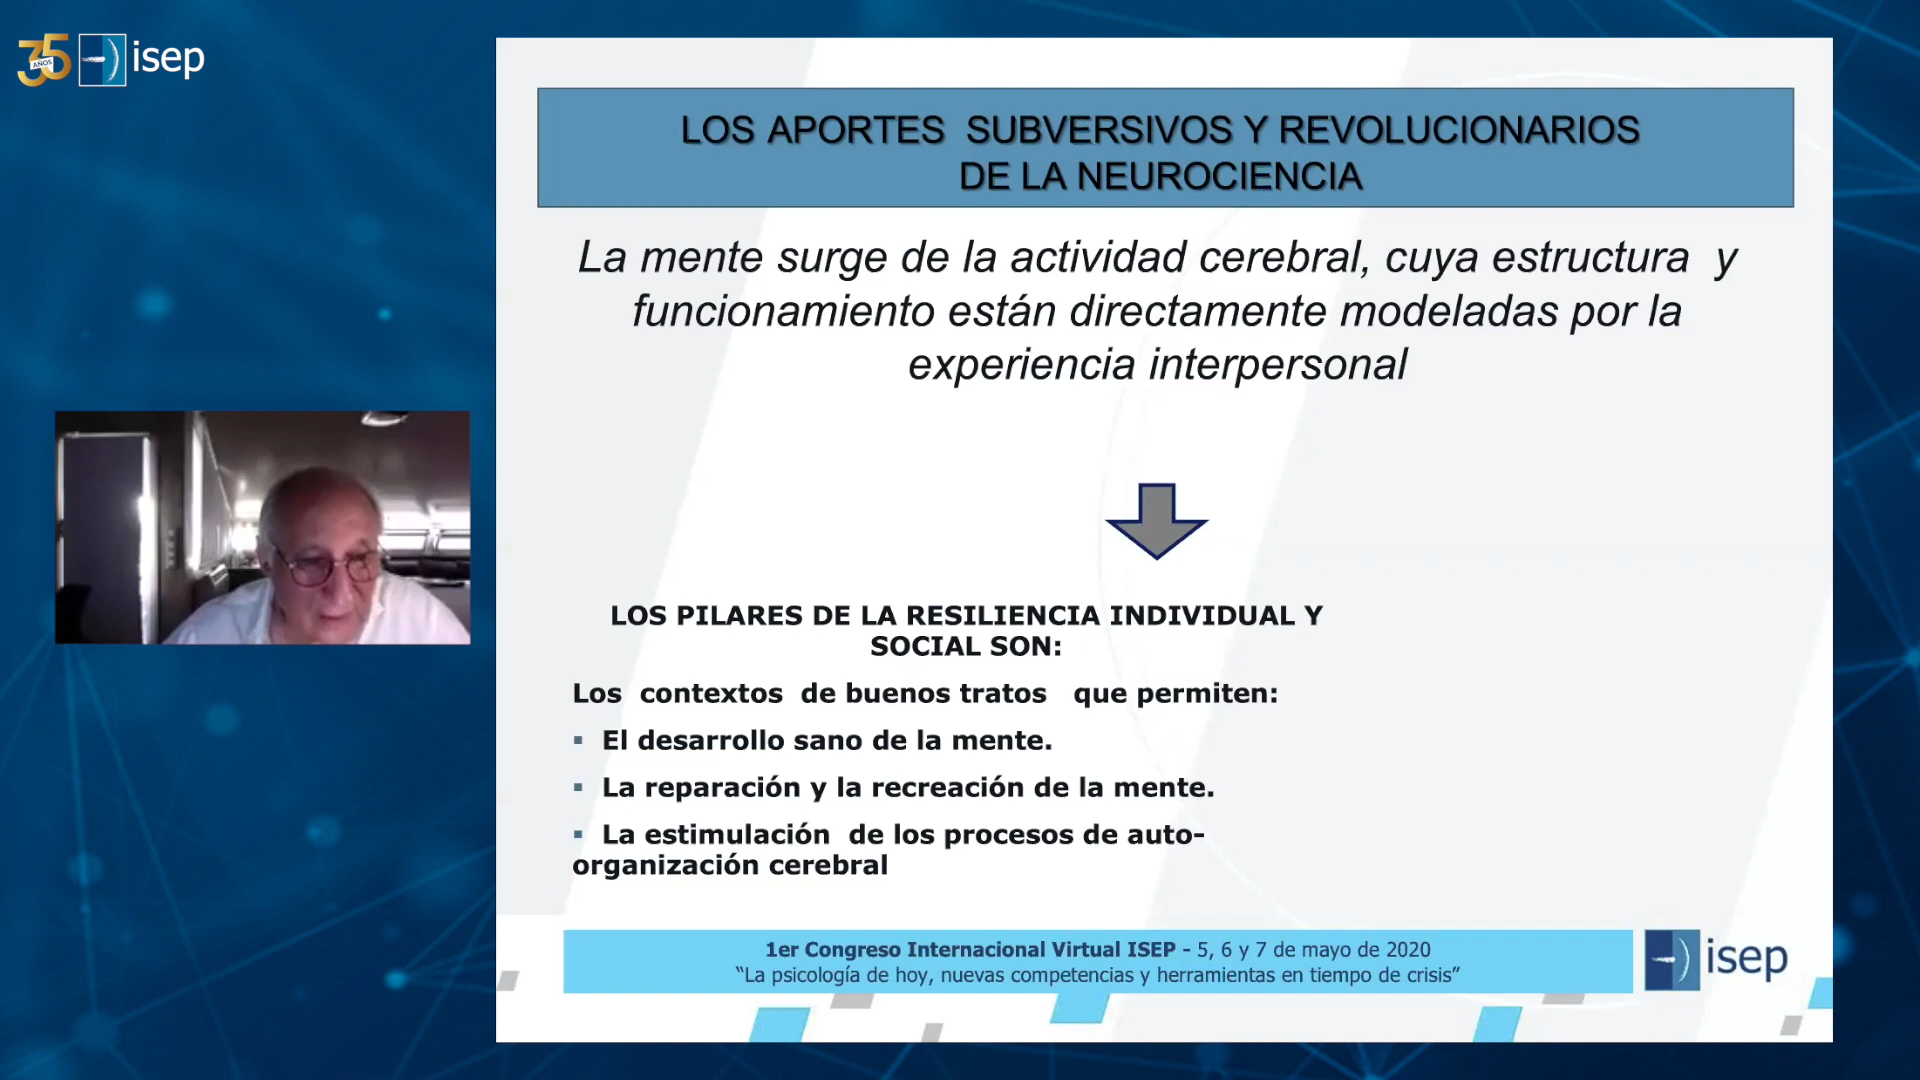 35
AÑOS
isep
LOS APORTES SUBVERSIVOS Y REVOLUCIONARIOS
DE LA NEUROCIENCIA
La mente surge de la actividad cerebral, cuya estructura y
funcionamiento están directamente modeladas por la
experiencia interpersonal
LOS PILARES DE LA RESILIENCIA INDIVIDUAL Y
SOCIAL SON:
Los contextos de buenos tratos que permiten:
▪ El desarrollo sano de la mente.
▪ La reparación y la recreación de la mente.
▪ La estimulación de los procesos de auto-
organización cerebral
1er Congreso Internacional Virtual ISEP - 5, 6 y 7 de mayo de 2020
“La psicología de hoy, nuevas competencias y herramientas en tiempo de crisis”
isep